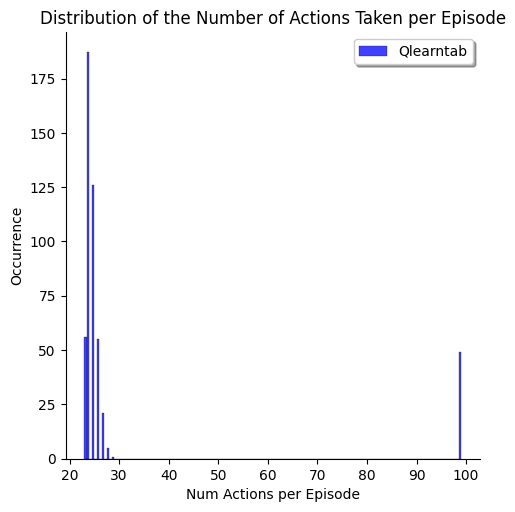 Distribution of the Number of Actions Taken per Episode
Qlearntab
175
150
125
100
75
50
25
0
Occurrence
20 30 40 50 60 70 80 90 100
Num Actions per Episode